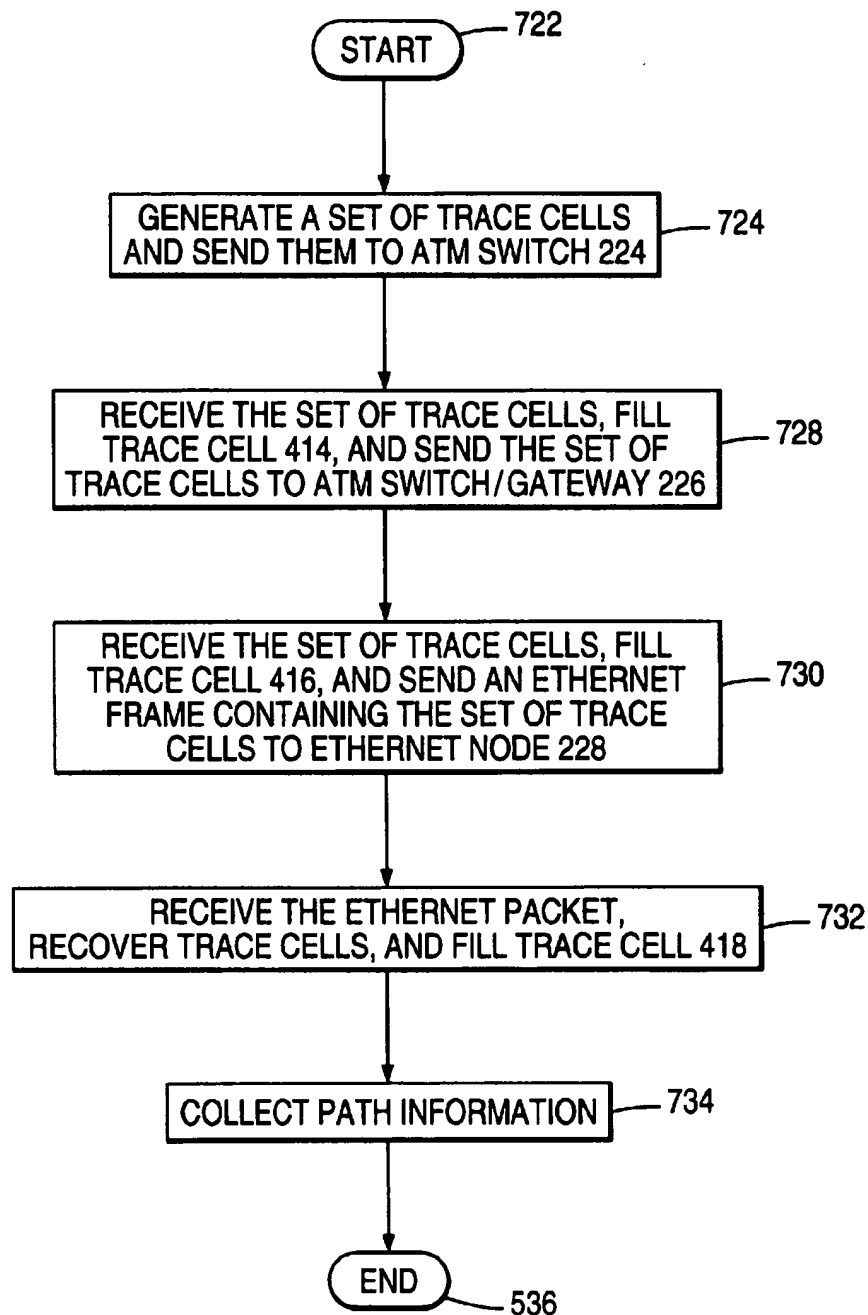 START
722
GENERATE A SET OF TRACE CELLS
AND SEND THEM TO ATM SWITCH 224
724
RECEIVE THE SET OF TRACE CELLS, FILL
TRACE CELL 414, AND SEND THE SET OF
TRACE CELLS TO ATM SWITCH/GATEWAY 226
728
RECEIVE THE SET OF TRACE CELLS, FILL
TRACE CELL 416, AND SEND AN ETHERNET
FRAME CONTAINING THE SET OF TRACE
CELLS TO ETHERNET NODE 228
730
RECEIVE THE ETHERNET PACKET,
RECOVER TRACE CELLS, AND FILL TRACE CELL 418
732
COLLECT PATH INFORMATION
734
END
536